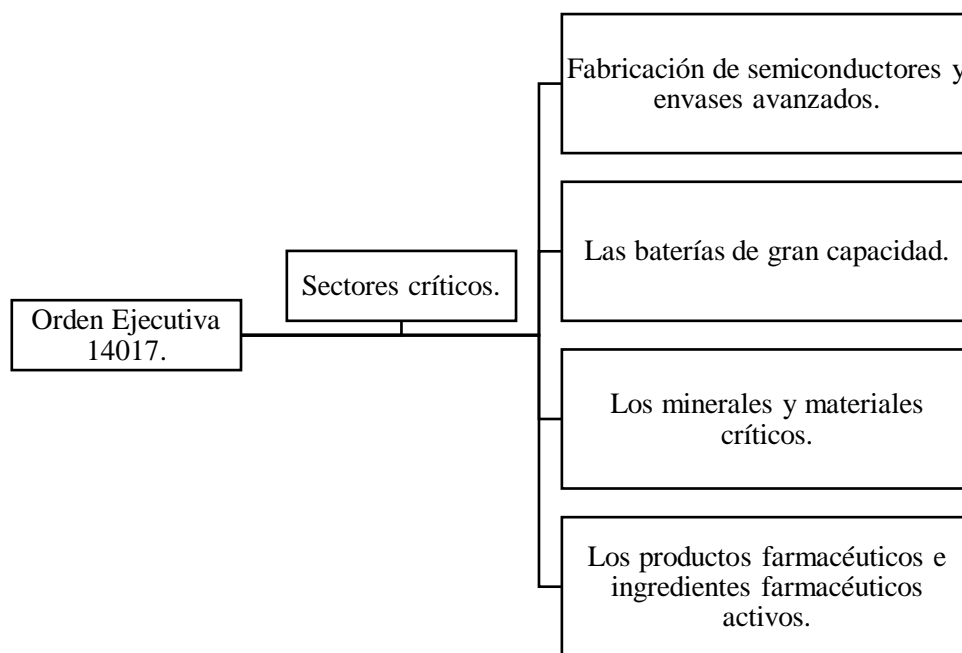 Orden Ejecutiva
14017.
Sectores críticos.
Fabricación de semiconductores y
envases avanzados.
Las baterías de gran capacidad.
Los minerales y materiales
críticos.
Los productos farmacéuticos e
ingredientes farmacéuticos
activos.